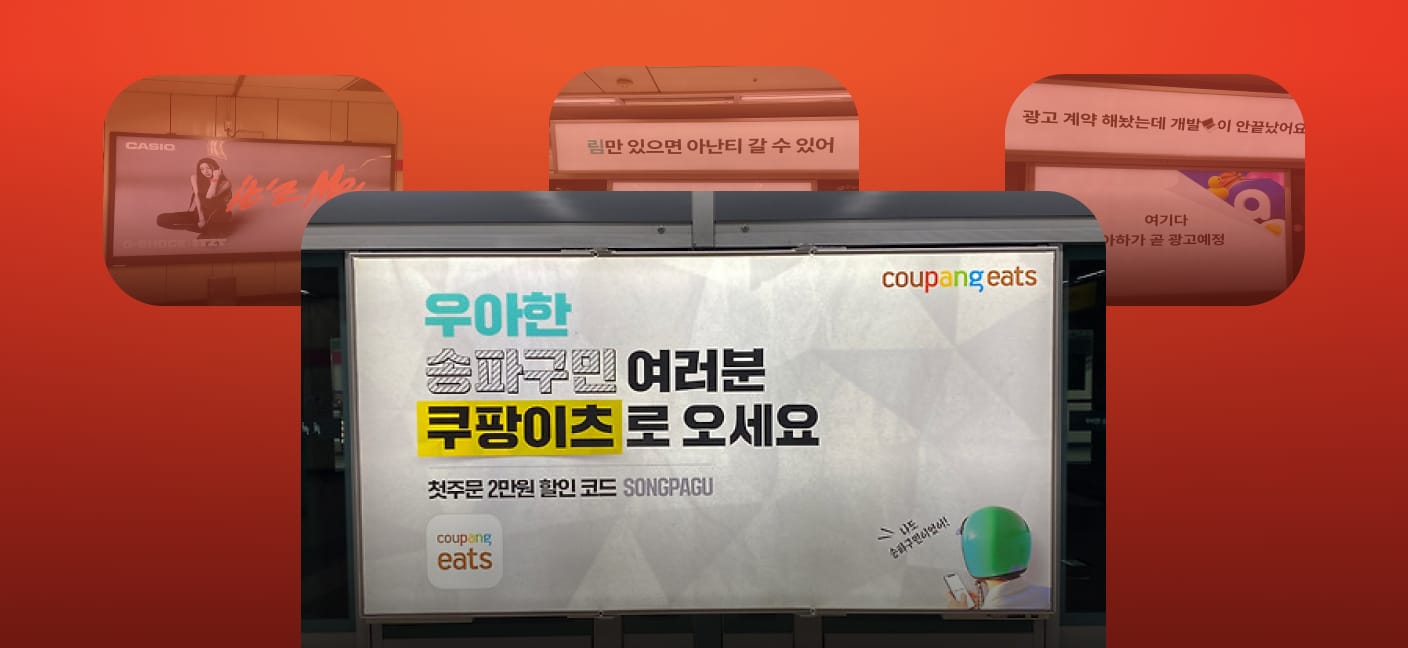 CASIO
G-SHOCK
림만 있으면 아난티 갈 수 있어
광고 계약 해놨는데 개발이 안끝났어요
여기다
아하가 곧 광고예정
coupang eats
우아한
송파구민 여러분
쿠팡이츠로 오세요
첫주문 2만원 할인 코드 SONGPAGU
coupang
eats
나도
송파구민이었어!